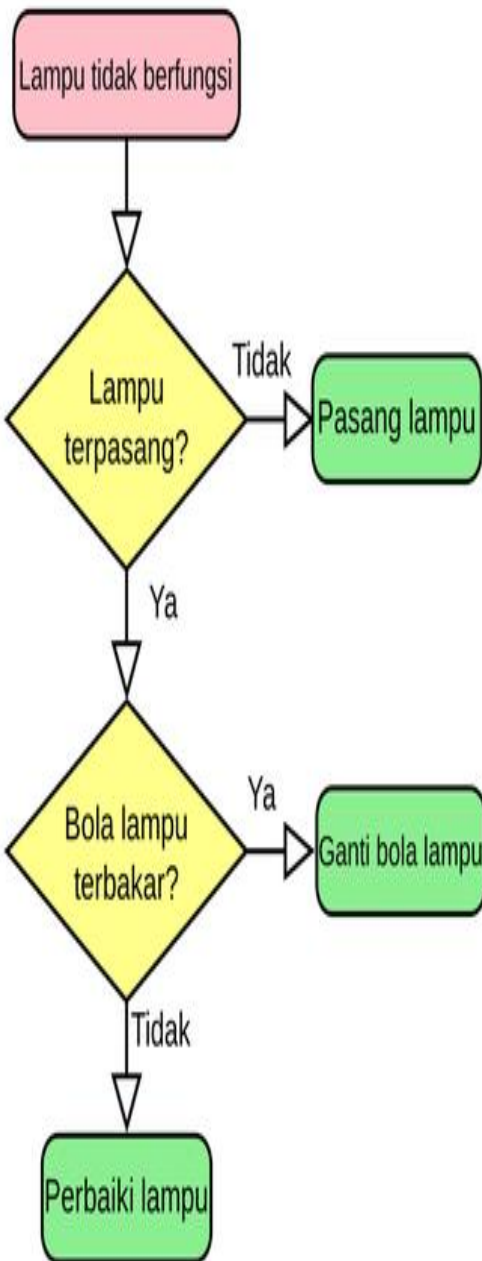 Lampu tidak berfungsi
Lampu
terpasang?
Tidak
Pasang lampu
Ya
Bola lampu
terbakar?
Ya
Ganti bola lampu
Tidak
Perbaiki lampu